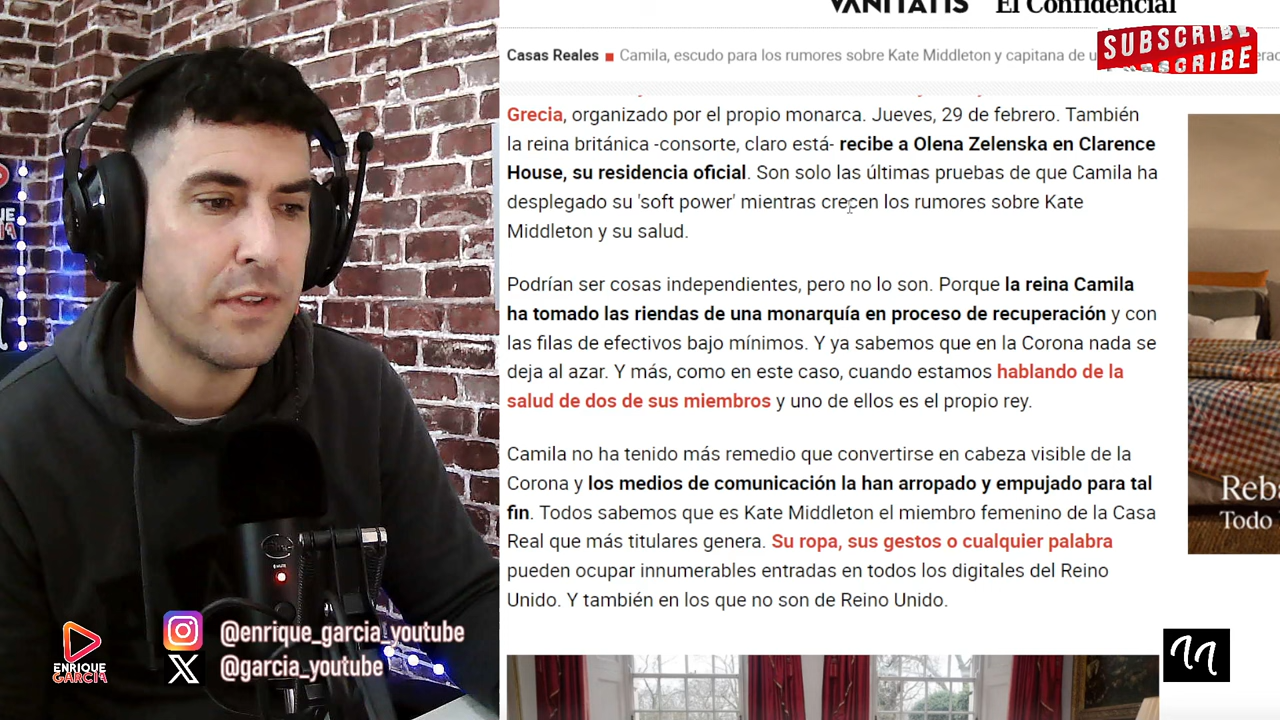 VANITATIS El Confidencial
SUBSCRIBE
SUBSCRIBE
Casas Reales ■ Camila, escudo para los rumores sobre Kate Middleton y capitana de u
Grecia, organizado por el propio monarca. Jueves, 29 de febrero. También
la reina británica -consorte, claro está- recibe a Olena Zelenska en Clarence
House, su residencia oficial. Son solo las últimas pruebas de que Camila ha
desplegado su 'soft power' mientras crecen los rumores sobre Kate
Middleton y su salud.
Podrían ser cosas independientes, pero no lo son. Porque la reina Camila
ha tomado las riendas de una monarquía en proceso de recuperación y con
las filas de efectivos bajo mínimos. Y ya sabemos que en la Corona nada se
deja al azar. Y más, como en este caso, cuando estamos hablando de la
salud de dos de sus miembros y uno de ellos es el propio rey.
Camila no ha tenido más remedio que convertirse en cabeza visible de la
Corona y los medios de comunicación la han arropado y empujado para tal
fin. Todos sabemos que es Kate Middleton el miembro femenino de la Casa
Real que más titulares genera. Su ropa, sus gestos o cualquier palabra
pueden ocupar innumerables entradas en todos los digitales del Reino
Unido. Y también en los que no son de Reino Unido.
Reb
Todo
@enrique_garcia_youtube
@garcia_youtube
ENRIQUE
GARCIA